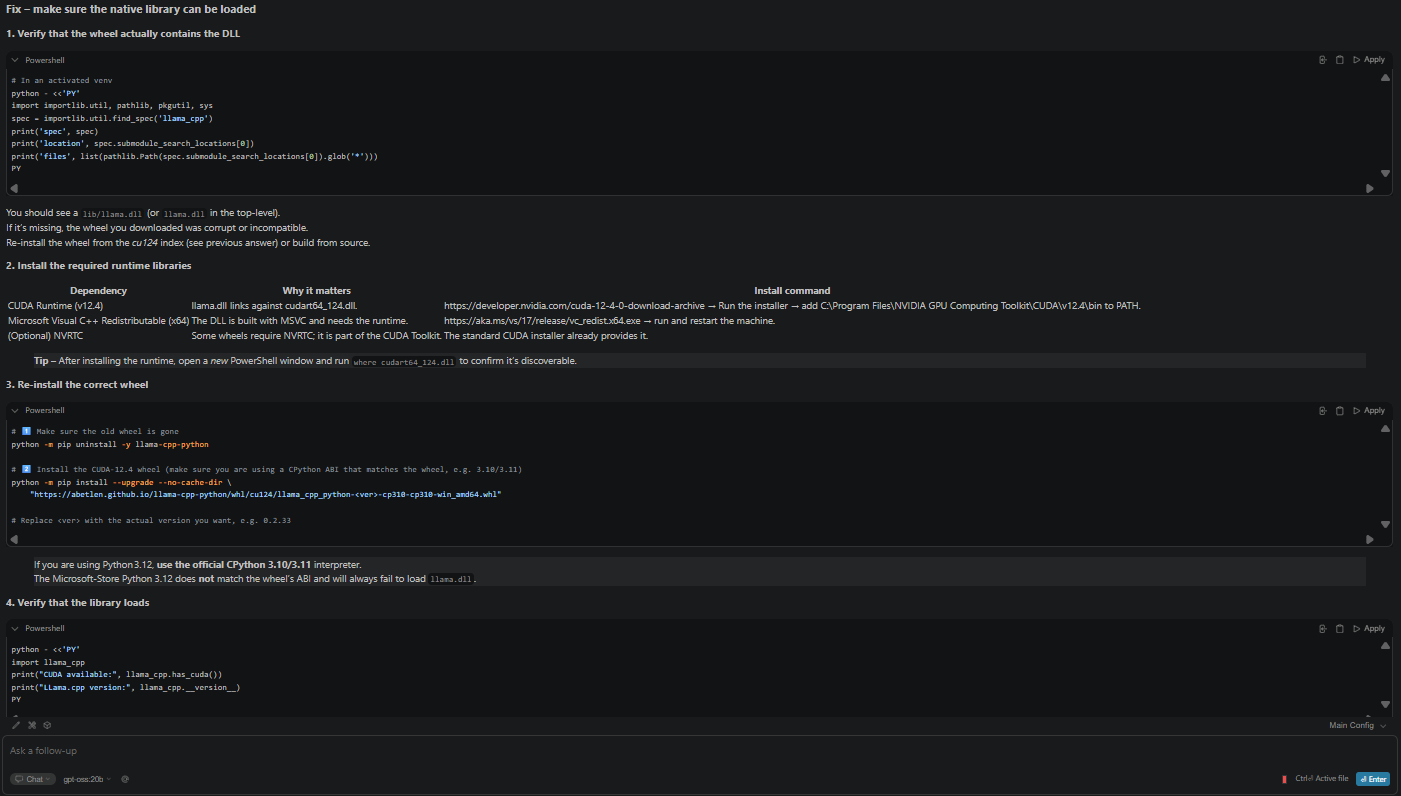 Fix – make sure the native library can be loaded
1. Verify that the wheel actually contains the DLL
Powershell
Apply
# In an activated venv
python - <<'PY'
import importlib.util, pathlib, pkgutil, sys
spec = importlib.util.find_spec('llama_cpp')
print('spec', spec)
print('location', spec.submodule_search_locations[0])
print('files', list(pathlib.Path(spec.submodule_search_locations[0]).glob('*')))
PY
You should see a lib/llama.dll (or llama.dll in the top-level).
If it's missing, the wheel you downloaded was corrupt or incompatible.
Re-install the wheel from the cu124 index (see previous answer) or build from source.
2. Install the required runtime libraries
Dependency Why it matters Install command
CUDA Runtime (v12.4) llama.dll links against cudart64_124.dll. https://developer.nvidia.com/cuda-12-4-0-download-archive → Run the installer → add C:\Program Files\NVIDIA GPU Computing Toolkit\CUDA\v12.4\bin to PATH.
Microsoft Visual C++ Redistributable (x64) The DLL is built with MSVC and needs the runtime. https://aka.ms/vs/17/release/vc_redist.x64.exe → run and restart the machine.
(Optional) NVRTC Some wheels require NVRTC; it is part of the CUDA Toolkit. The standard CUDA installer already provides it.
Tip – After installing the runtime, open a new PowerShell window and run where cudart64_124.dll to confirm it's discoverable.
3. Re-install the correct wheel
Powershell
Apply
# 1️⃣ Make sure the old wheel is gone
python -m pip uninstall -y llama-cpp-python
# 2️⃣ Install the CUDA-12.4 wheel (make sure you are using a CPython ABI that matches the wheel, e.g. 3.10/3.11)
python -m pip install --upgrade --no-cache-dir \
"https://abetlen.github.io/llama-cpp-python/whl/cu124/llama_cpp_python-<ver>-cp310-cp310-win_amd64.whl"
# Replace <ver> with the actual version you want, e.g. 0.2.33
If you are using Python 3.12, use the official CPython 3.10/3.11 interpreter.
The Microsoft-Store Python 3.12 does not match the wheel's ABI and will always fail to load llama.dll.
4. Verify that the library loads
Powershell
Apply
python - <<'PY'
import llama_cpp
print("CUDA available:", llama_cpp.has_cuda())
print("LLama.cpp version:", llama_cpp.__version__)
PY
Main Config
Ask a follow-up
Chat gpt-oss:20b
Ctrl⏎ Active file ⏎ Enter